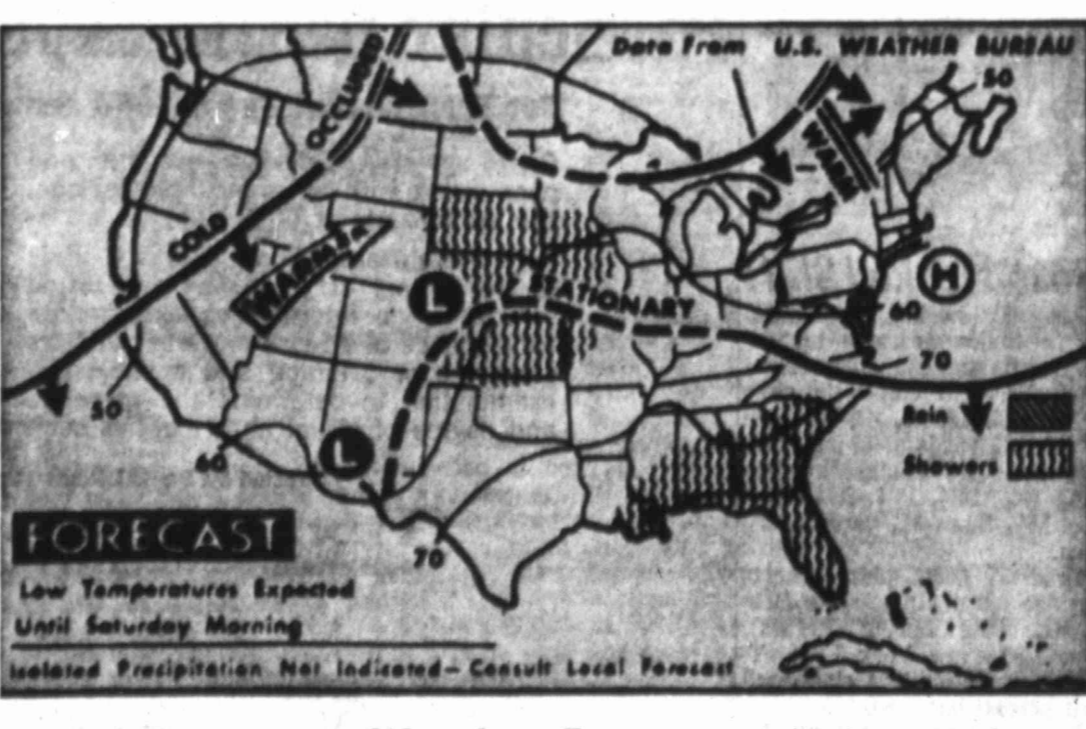 Data From U.S. WEATHER BUREAU
50
OCCLUDED
WARM
COLD
WARMER
L
STATIONARY
H
60
70
50
Rain
Showers
60
L
70
FORECAST
Low Temperatures Expected
Until Saturday Morning
Isolated Precipitation Not Indicated— Consult Local Forecast